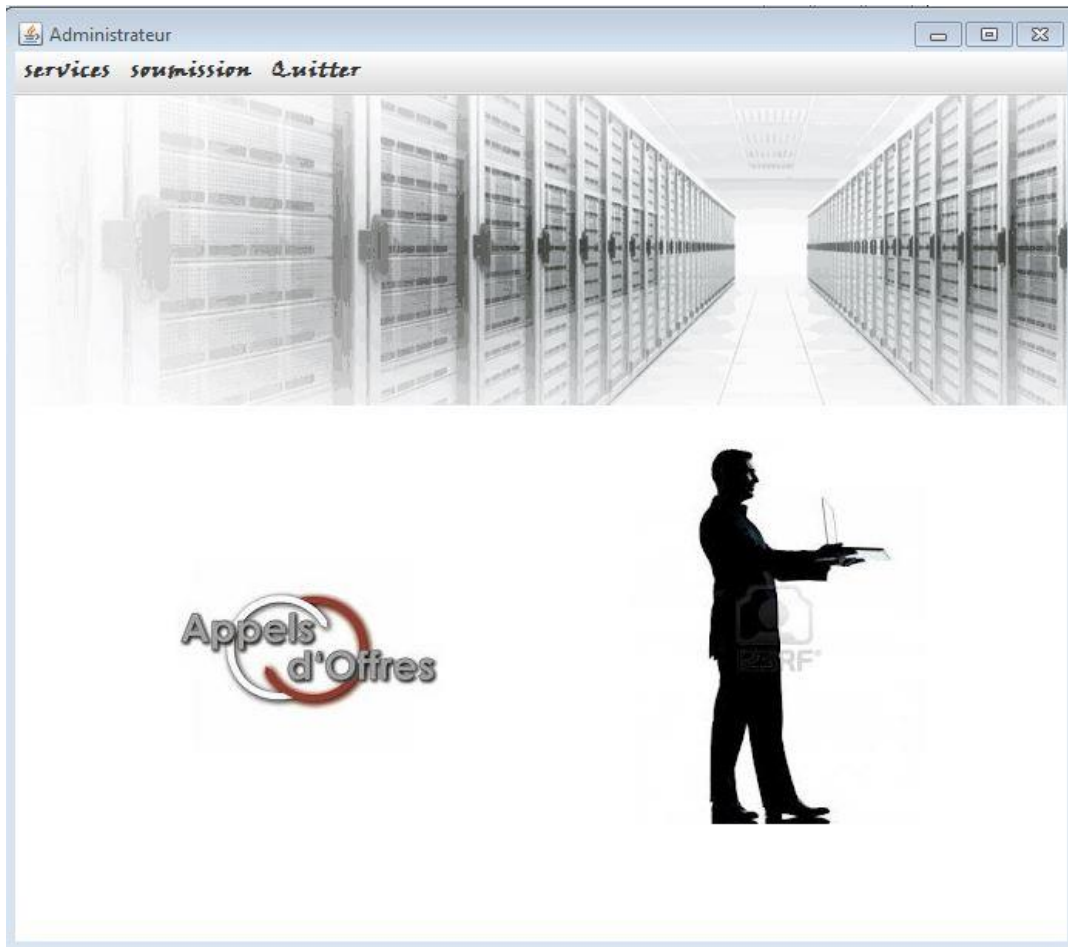 Administrateur
services soumission Quitter
Appels
d'Offres